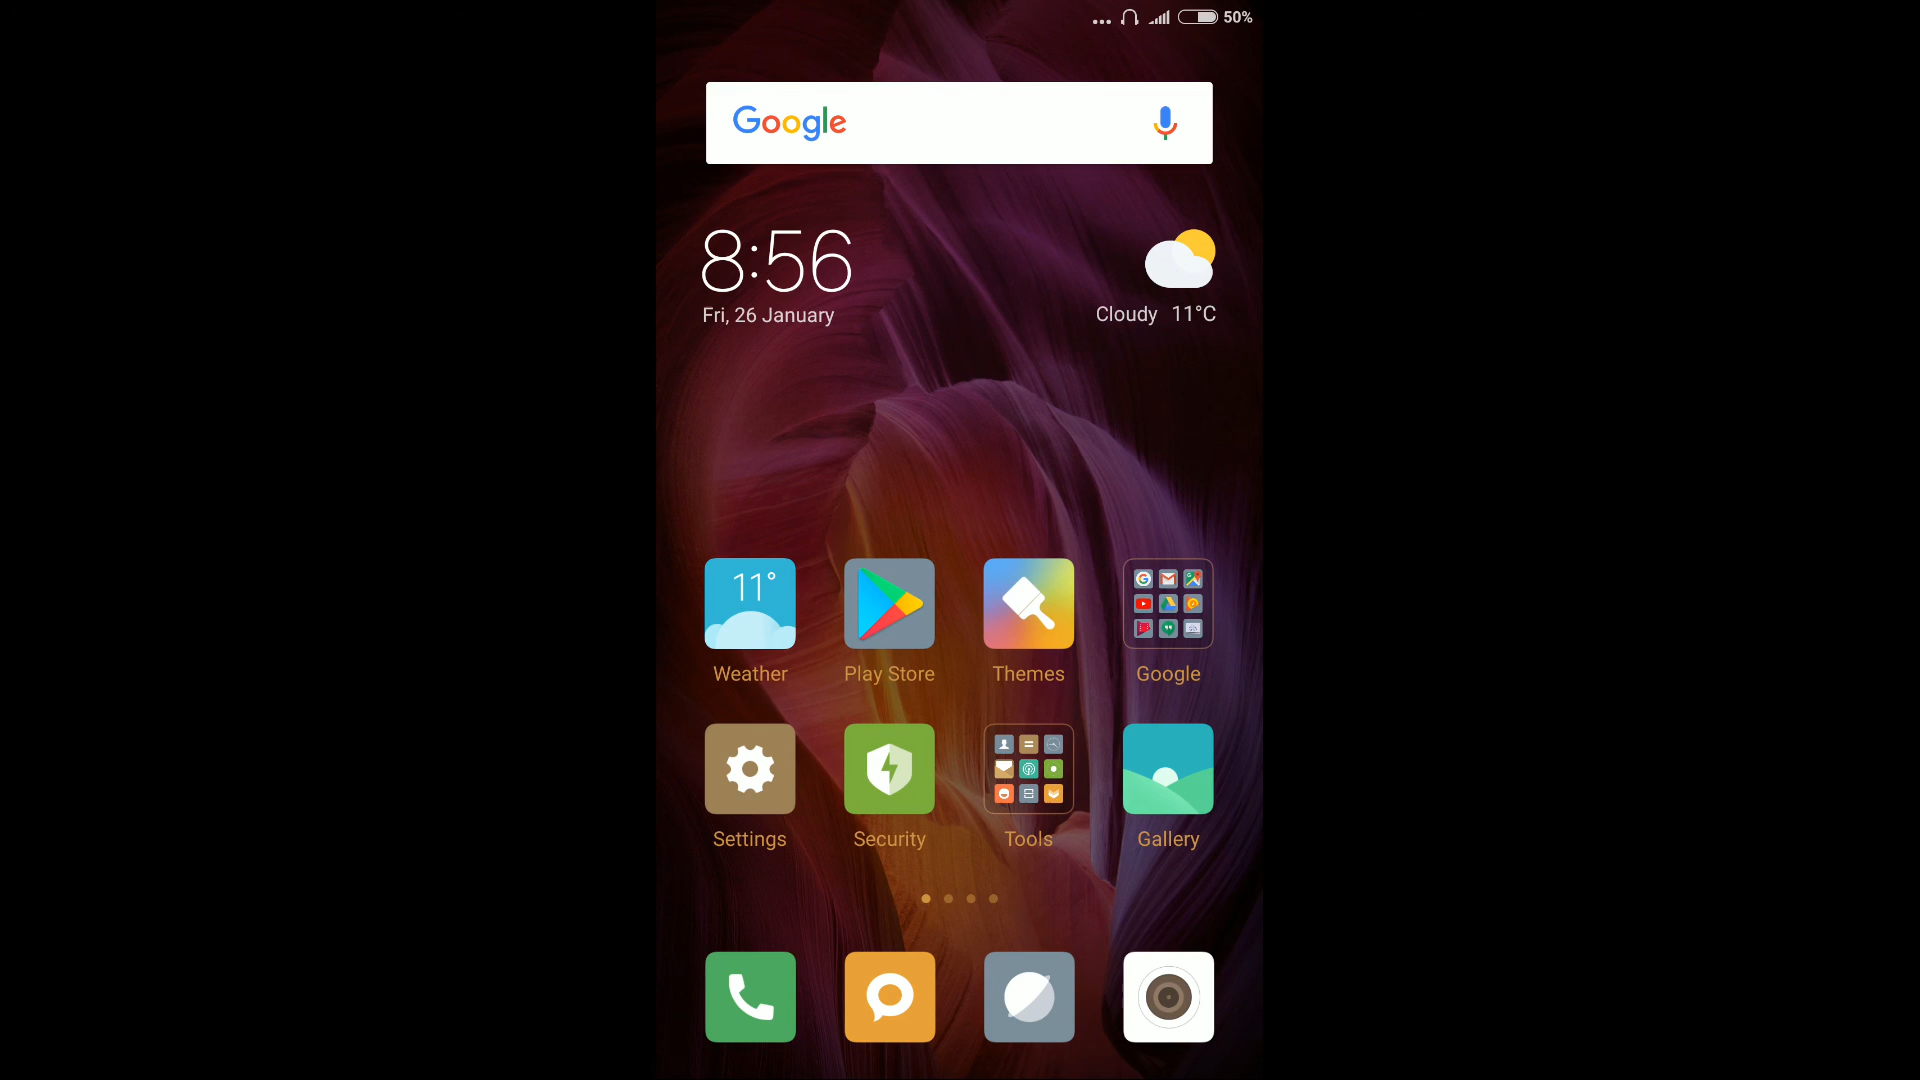 50%
Google
8:56
Fri, 26 January
Cloudy 11°C
11°
Weather
Play Store
Themes
Google
Settings
Security
Tools
Gallery